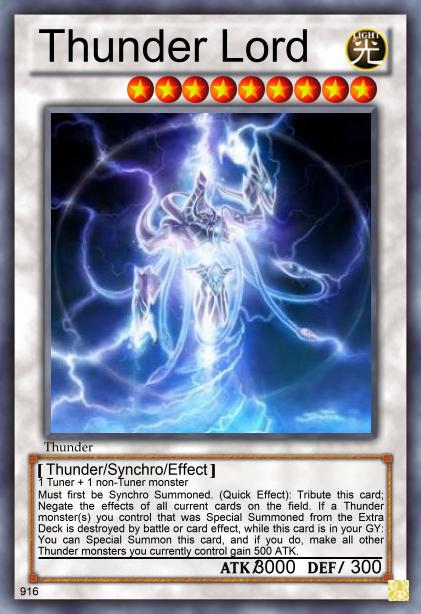 Thunder Lord
LIGHT
光
Thunder
[ Thunder/Synchro/Effect ]
1 Tuner + 1 non-Tuner monster
Must first be Synchro Summoned. (Quick Effect): Tribute this card;
Negate the effects of all current cards on the field. If a Thunder
monster(s) you control that was Special Summoned from the Extra
Deck is destroyed by battle or card effect, while this card is in your GY:
You can Special Summon this card, and if you do, make all other
Thunder monsters you currently control gain 500 ATK.
ATK/3000 DEF/ 300
916